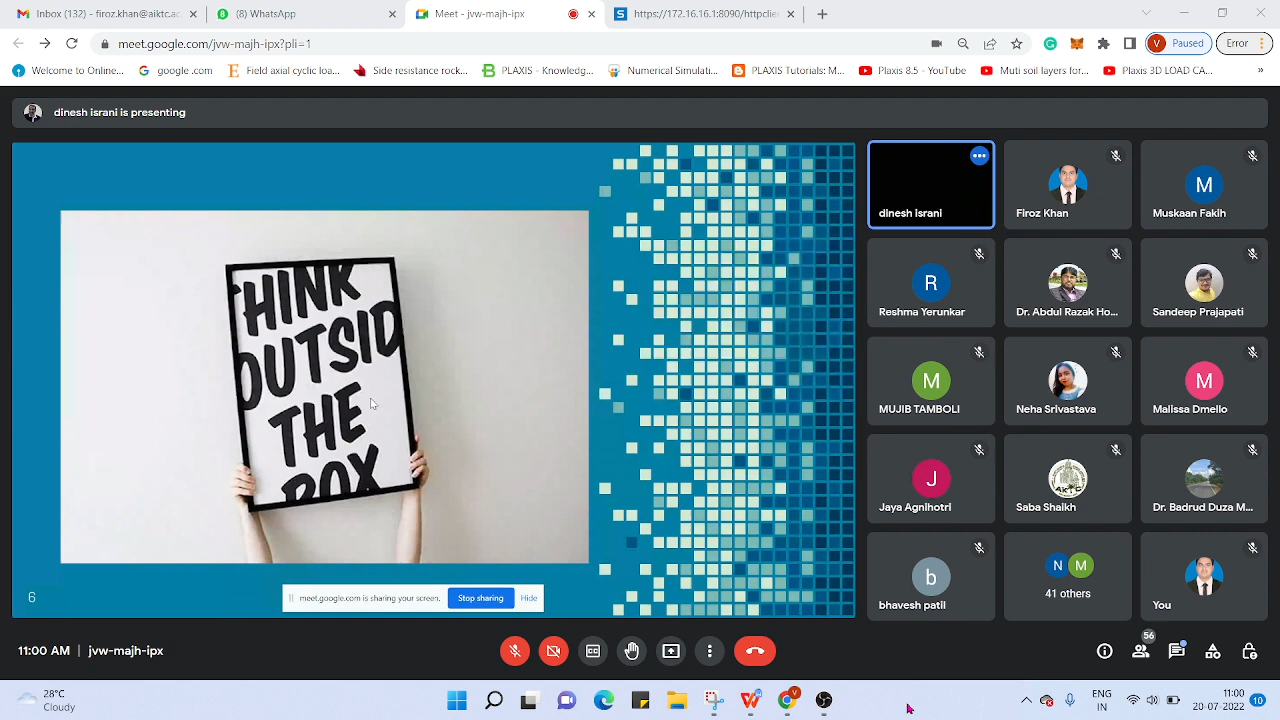 Inbox (132) - firoz.khan@aiktc.ac.
8
(8) WhatsApp
Meet - jvw-majh-ipx
https://172.16.16.1:8090/httpclie
meet.google.com/jvw-majh-ipx?pli=1
V Paused
Error
Welcome to Online...
google.com
Field axcyclic loa...
Side resistance roc...
PLAXIS - Knowledg...
Numerical Simulati...
PLAXIS Tutorials: M...
Plaxis 8.5 - YouTube
Muti soil layers for...
Plaxis 3D LOAD CA...
»
dinesh israni is presenting
HINK
OUTSID
THE
BOX
6
meet.google.com is sharing your screen.
Stop sharing
Hide
dinesh israni
Firoz Khan
M
Muskaan Fakih
R
Reshma Yerunkar
Dr. Abdul Razak Ho...
Sandeep Prajapati
M
MUJIB TAMBOLI
Neha Srivastava
M
Malissa Dmello
J
Jaya Agnihotri
Saba Shaikh
Dr. Badrud Duza M...
b
bhavesh patil
N M
41 others
You
11:00 AM | jvw-majh-ipx
56
28°C
Cloudy
ENG
IN
11:00
20-07-2022
10